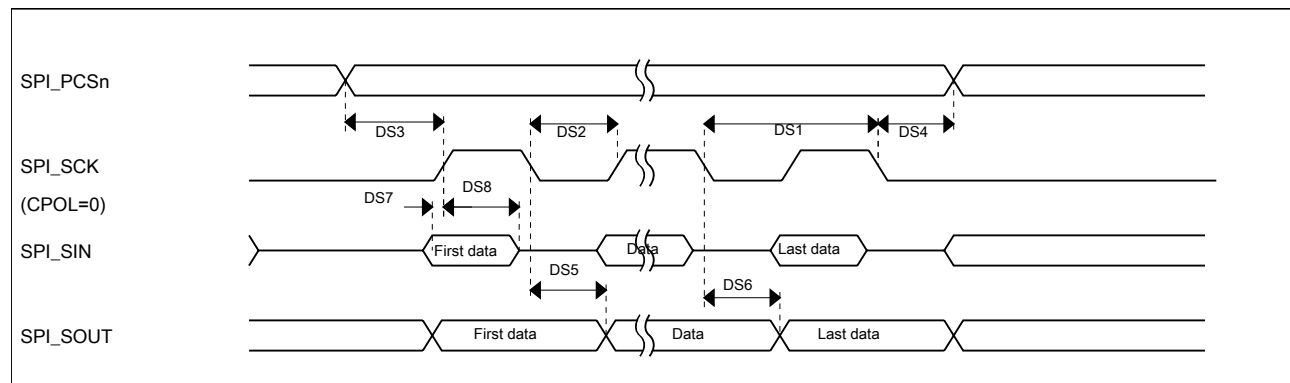 SPI_PCSn
DS3
DS2
DS1
DS4
SPI_SCK
(CPOL=0)
DS7
DS8
SPI_SIN
First data
Data
Last data
DS5
DS6
SPI_SOUT
First data
Data
Last data